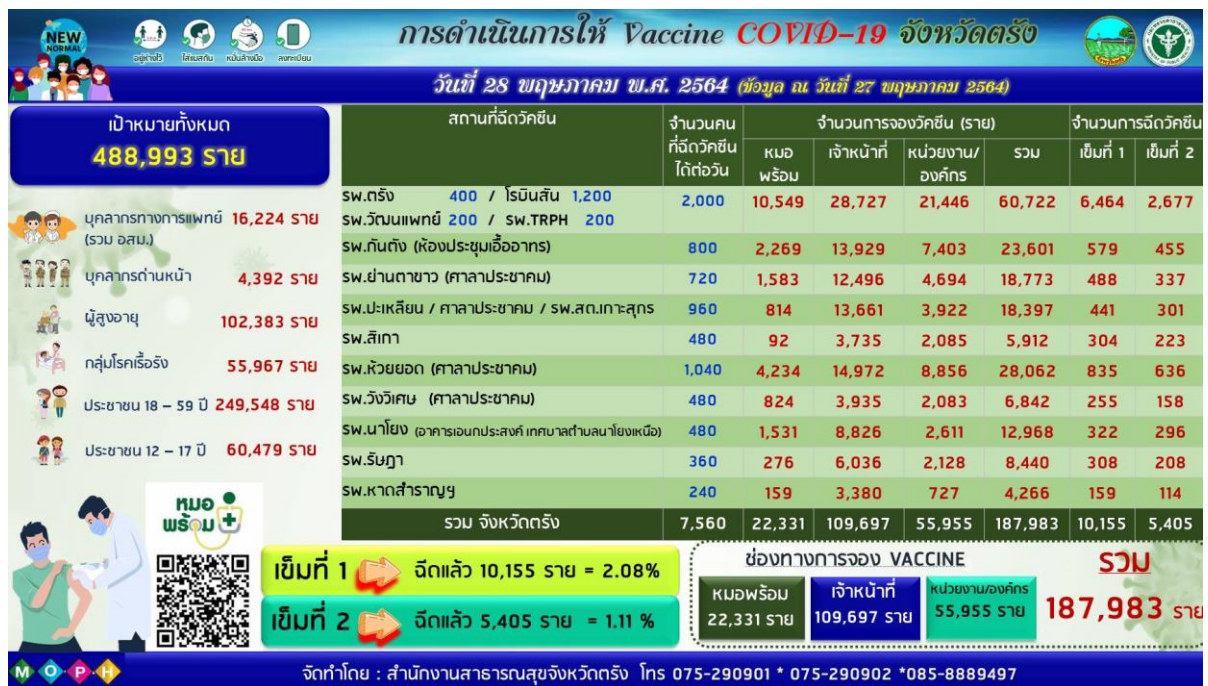 NEW
NORMAL
อยู่ห่างไว้ ใส่แมสกัน หมั่นล้างมือ ลงทะเบียน
การดำเนินการให้ Vaccine COVID-19 จังหวัดตรัง
วันที่ 28 พฤษภาคม พ.ศ. 2564 (ข้อมูล ณ วันที่ 27 พฤษภาคม 2564)
เป้าหมายทั้งหมด
488,993 ราย
บุคลากรทางการแพทย์ 16,224 ราย
(รวม อสม.)
บุคลากรด่านหน้า 4,392 ราย
ผู้สูงอายุ 102,383 ราย
กลุ่มโรคเรื้อรัง 55,967 ราย
ประชาชน 18 – 59 ปี 249,548 ราย
ประชาชน 12 – 17 ปี 60,479 ราย
หมอ
พร้อม
สถานที่ฉีดวัคซีน จำนวนคน จำนวนการจองวัคซีน (ราย) จำนวนการฉีดวัคซีน
ที่ฉีดวัคซีน หมอ เจ้าหน้าที่ หน่วยงาน/ รวม เข็มที่ 1 เข็มที่ 2
ได้ต่อวัน พร้อม องค์กร
รพ.ตรัง 400 / โรบินสัน 1,200 2,000 10,549 28,727 21,446 60,722 6,464 2,677
รพ.วัฒนแพทย์ 200 / รพ.TRPH 200
รพ.กันตัง (ห้องประชุมเอื้ออาทร) 800 2,269 13,929 7,403 23,601 579 455
รพ.ย่านตาขาว (ศาลาประชาคม) 720 1,583 12,496 4,694 18,773 488 337
รพ.ปะเหลียน / ศาลาประชาคม / รพ.สต.เกาะสุกร 960 814 13,661 3,922 18,397 441 301
รพ.สิเกา 480 92 3,735 2,085 5,912 304 223
รพ.ห้วยยอด (ศาลาประชาคม) 1,040 4,234 14,972 8,856 28,062 835 636
รพ.วังวิเศษ (ศาลาประชาคม) 480 824 3,935 2,083 6,842 255 158
รพ.นาโยง (อาคารเอนกประสงค์ เทศบาลตำบลนาโยงเหนือ) 480 1,531 8,826 2,611 12,968 322 296
รพ.รัษฎา 360 276 6,036 2,128 8,440 308 208
รพ.หาดสำราญฯ 240 159 3,380 727 4,266 159 114
รวม จังหวัดตรัง 7,560 22,331 109,697 55,955 187,983 10,155 5,405
เข็มที่ 1 ฉีดแล้ว 10,155 ราย = 2.08%
เข็มที่ 2 ฉีดแล้ว 5,405 ราย = 1.11 %
ช่องทางการจอง VACCINE
หมอพร้อม
22,331 ราย
เจ้าหน้าที่
109,697 ราย
หน่วยงาน/องค์กร
55,955 ราย
รวม
187,983 ราย
M O P H
จัดทำโดย : สำนักงานสาธารณสุขจังหวัดตรัง โทร 075-290901 * 075-290902 *085-8889497